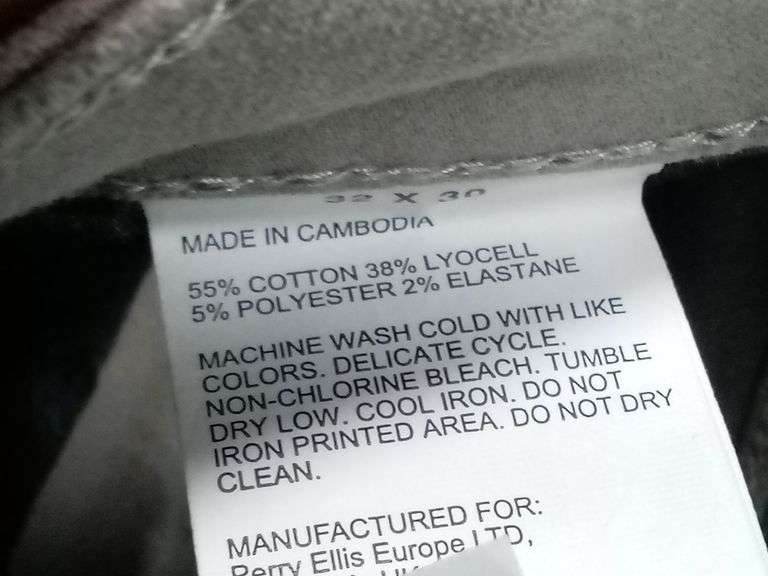 32 X 30
MADE IN CAMBODIA
55% COTTON 38% LYOCELL
5% POLYESTER 2% ELASTANE
MACHINE WASH COLD WITH LIKE
COLORS. DELICATE CYCLE.
NON-CHLORINE BLEACH. TUMBLE
DRY LOW. COOL IRON. DO NOT
IRON PRINTED AREA. DO NOT DRY
CLEAN.
MANUFACTURED FOR:
Perry Ellis Europe LTD,